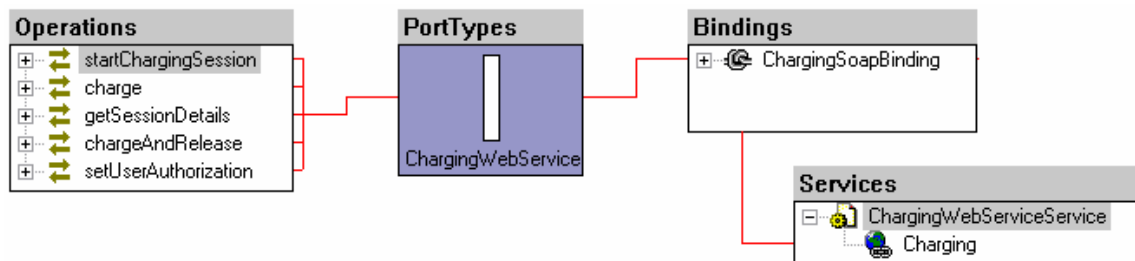 Operations
startChargingSession
charge
getSessionDetails
chargeAndRelease
setUserAuthorization
PortTypes
ChargingWebService
Bindings
ChargingSoapBinding
Services
ChargingWebServiceService
Charging